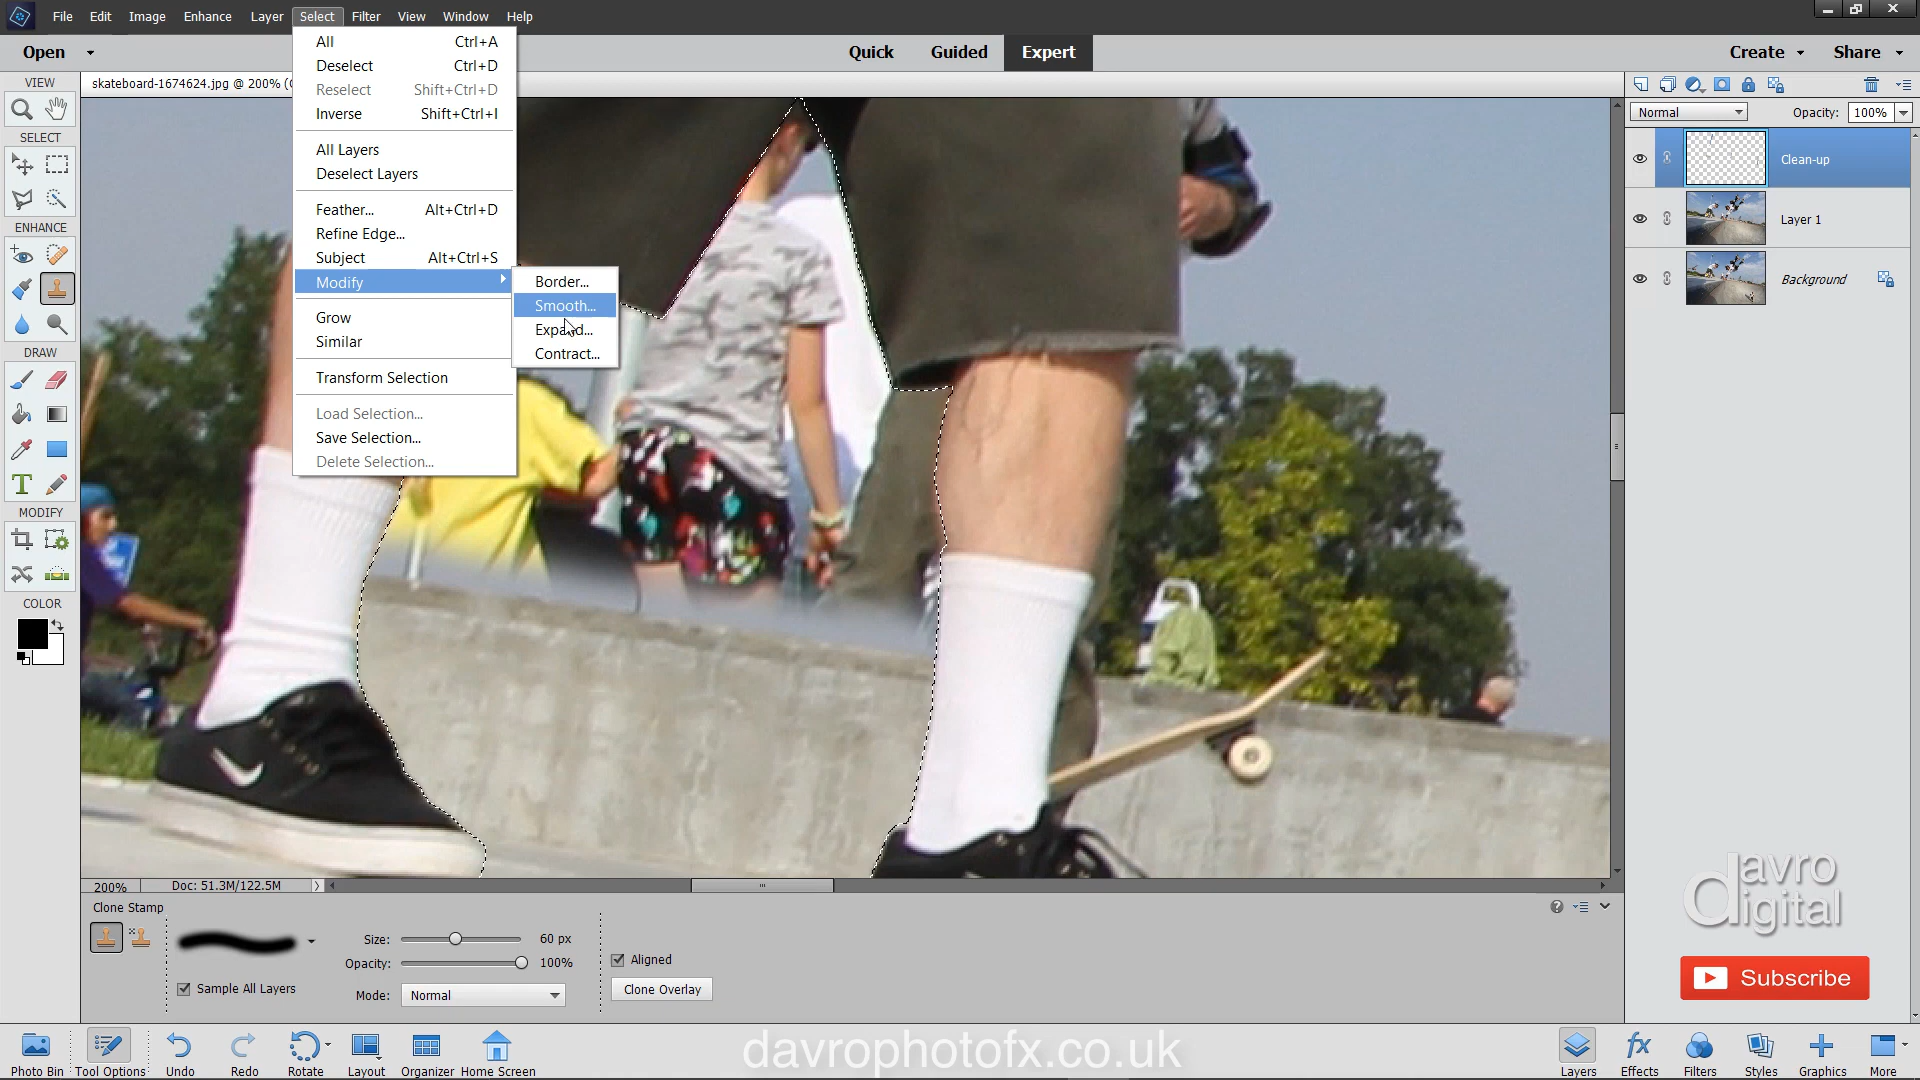 File Edit Image Enhance Layer Select Filter View Window Help
Open Quick Guided Expert Create Share
VIEW
SELECT
ENHANCE
DRAW
MODIFY
COLOR
skateboard-1674624.jpg @ 200% (C
All Ctrl+A
Deselect Ctrl+D
Reselect Shift+Ctrl+D
Inverse Shift+Ctrl+I
All Layers
Deselect Layers
Feather... Alt+Ctrl+D
Refine Edge...
Subject Alt+Ctrl+S
Modify
Grow
Similar
Transform Selection
Load Selection...
Save Selection...
Delete Selection...
Border...
Smooth...
Expand...
Contract...
Normal Opacity: 100%
Clean-up
Layer 1
Background
200% Doc: 51.3M/122.5M
Clone Stamp
Size: 60 px
Opacity: 100%
Mode: Normal
Sample All Layers
Aligned
Clone Overlay
davro
digital
Subscribe
Photo Bin Tool Options Undo Redo Rotate Layout Organizer Home Screen
davrophotofx.co.uk
Layers Effects Filters Styles Graphics More